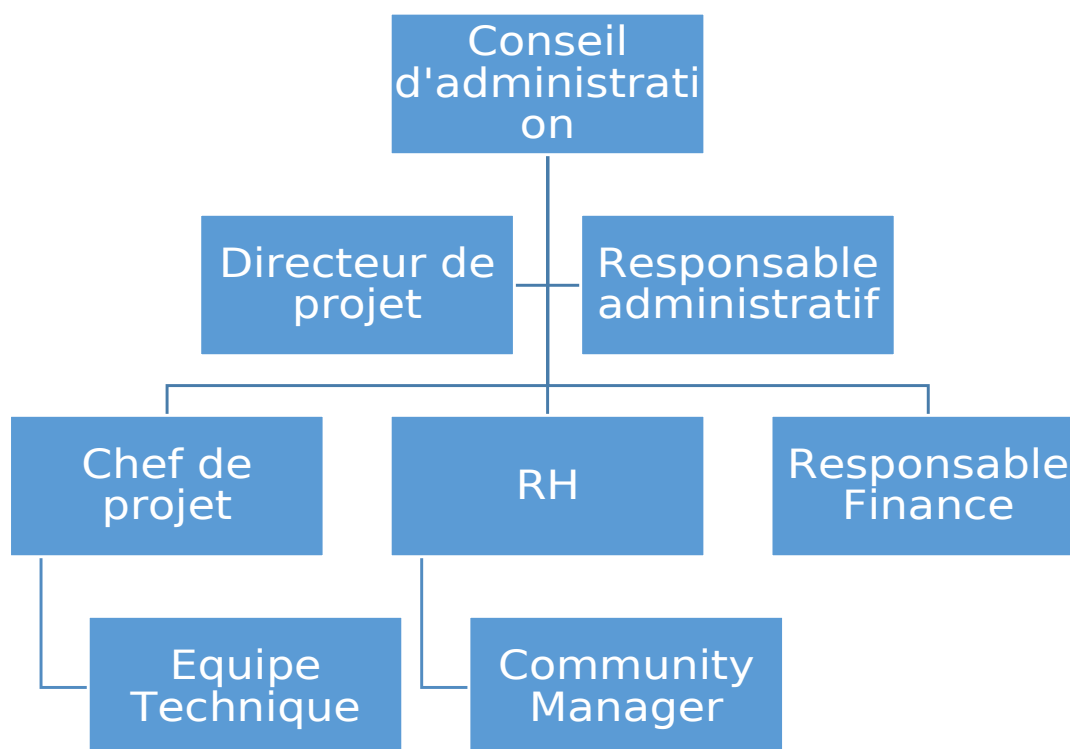 Conseil
d'administrati
on
Directeur de
projet
Responsable
administratif
Chef de
projet
RH
Responsable
Finance
Equipe
Technique
Community
Manager